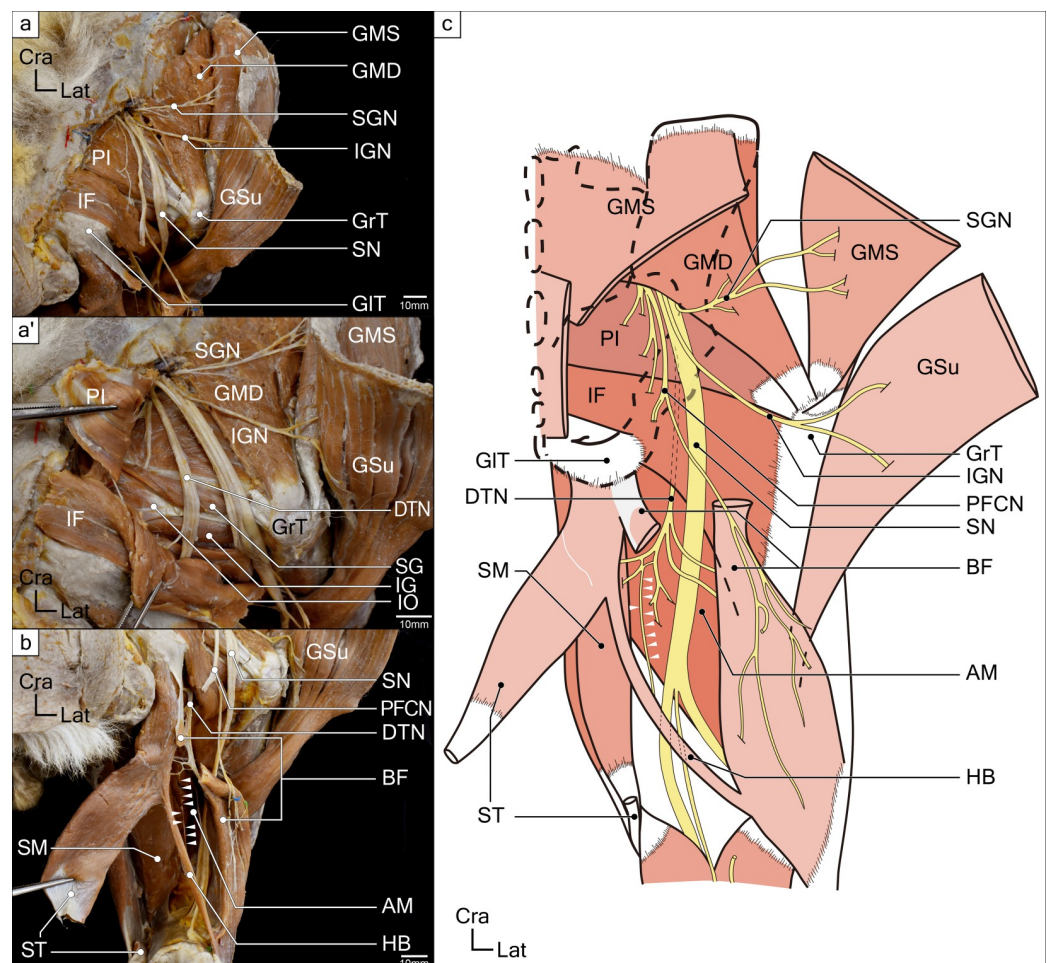 a
Cra
Lat
GMS
GMD
SGN
IGN
PI
IF
GSu
GrT
SN
GIT
10mm
a'
SGN
GMS
PI
GMD
IGN
GSu
DTN
IF
GrT
SG
IG
IO
10mm
b
Cra
Lat
GSu
SN
PFCN
DTN
BF
SM
AM
ST
HB
10mm
c
GMS
SGN
GMD
GMS
PI
GSu
IF
GIT
GrT
IGN
DTN
PFCN
SN
SM
BF
AM
HB
ST
Cra
Lat